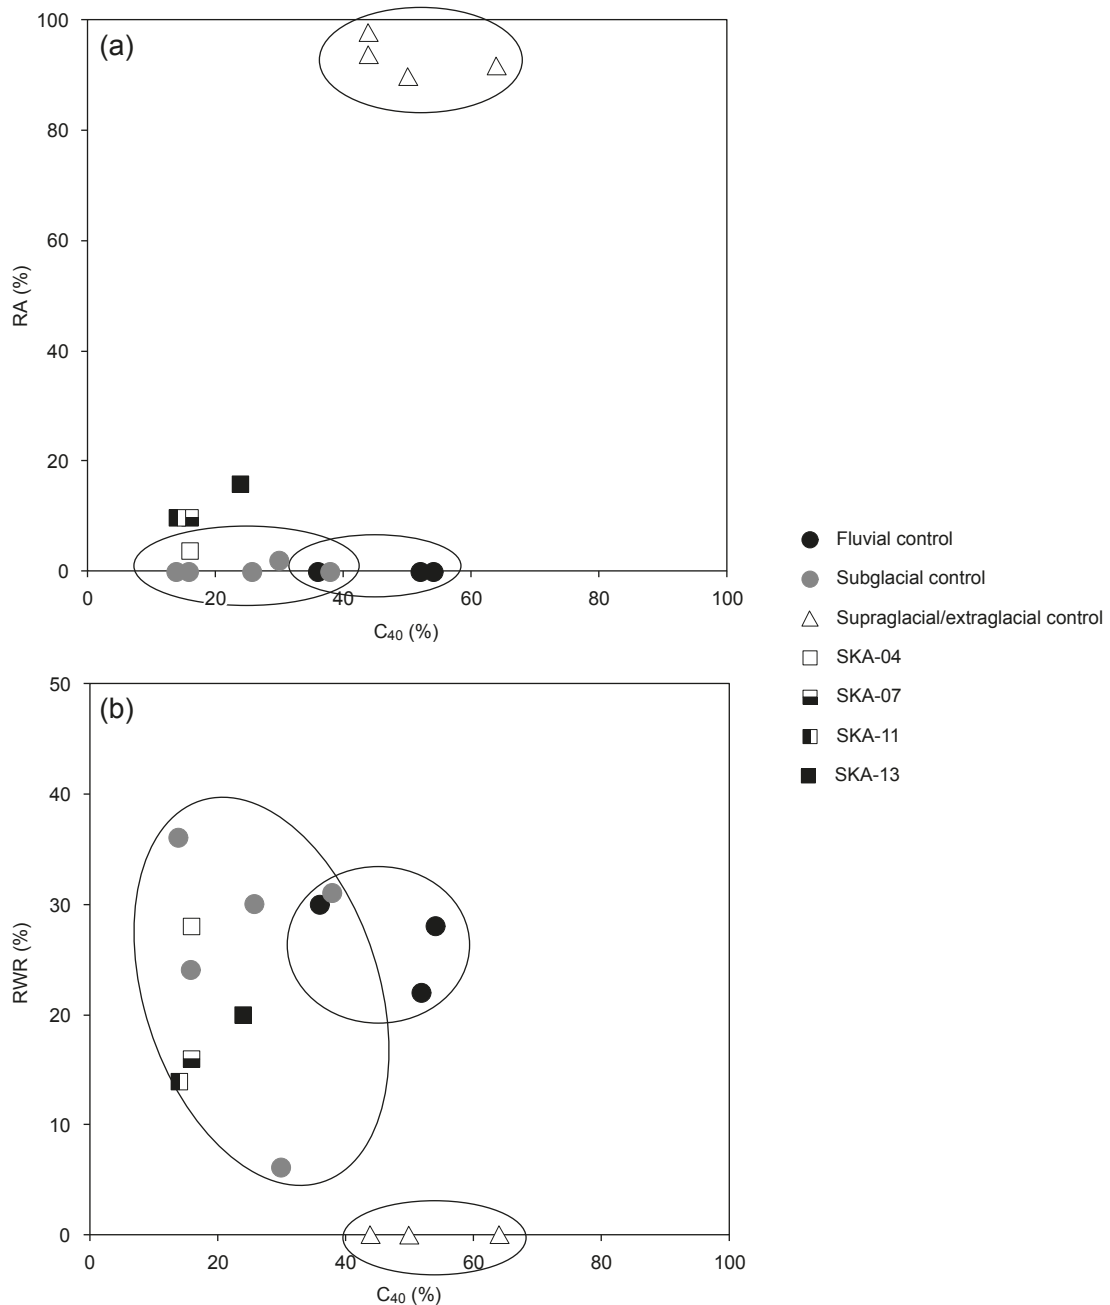 (a)
100
80
60
40
20
0
RA (%)
0 20 40 60 80 100
C₄₀ (%)
Fluvial control
Subglacial control
Supraglacial/extraglacial control
SKA-04
SKA-07
SKA-11
SKA-13
(b)
50
40
30
20
10
0
RWR (%)
0 20 40 60 80 100
C₄₀ (%)